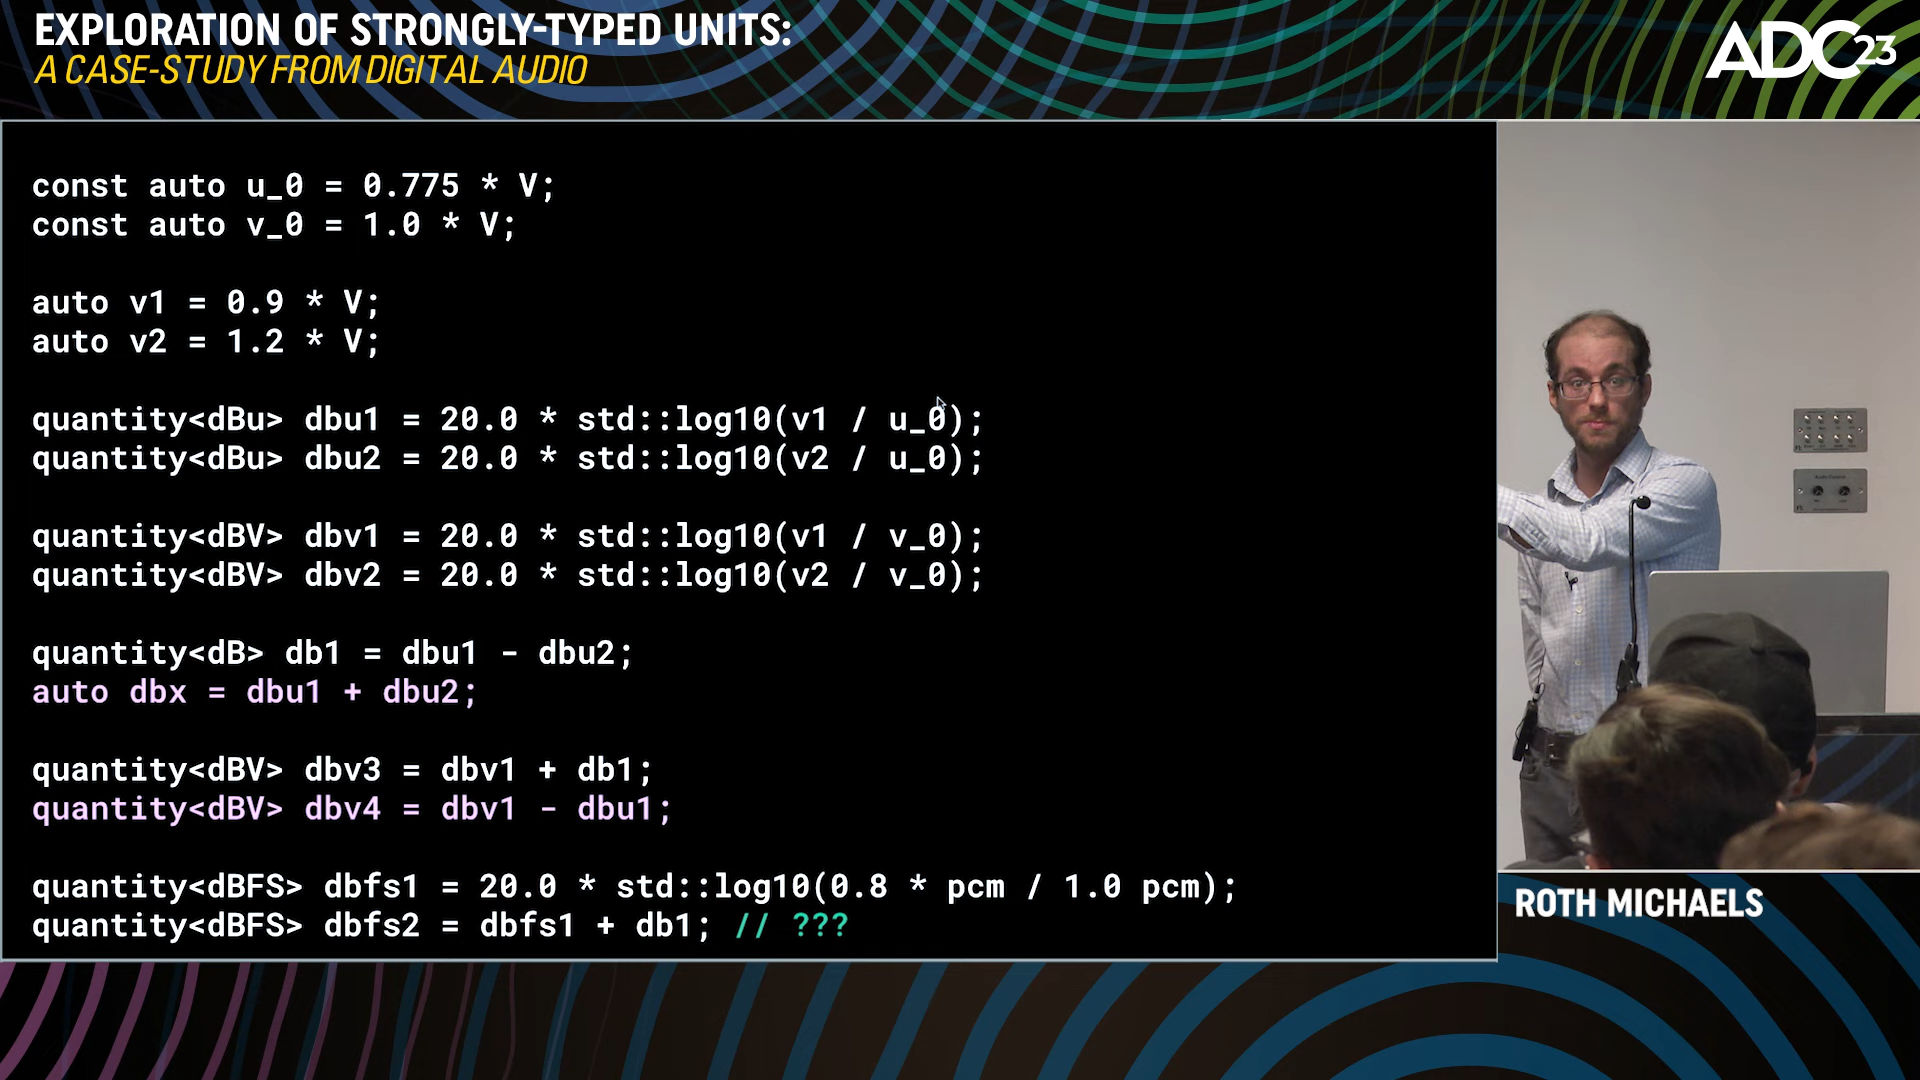 EXPLORATION OF STRONGLY-TYPED UNITS:
A CASE-STUDY FROM DIGITAL AUDIO
ADC23
const auto u_0 = 0.775 * V;
const auto v_0 = 1.0 * V;
auto v1 = 0.9 * V;
auto v2 = 1.2 * V;
quantity<dBu> dbu1 = 20.0 * std::log10(v1 / u_0);
quantity<dBu> dbu2 = 20.0 * std::log10(v2 / u_0);
quantity<dBV> dbv1 = 20.0 * std::log10(v1 / v_0);
quantity<dBV> dbv2 = 20.0 * std::log10(v2 / v_0);
quantity<dB> db1 = dbu1 - dbu2;
auto dbx = dbu1 + dbu2;
quantity<dBV> dbv3 = dbv1 + db1;
quantity<dBV> dbv4 = dbv1 - dbu1;
quantity<dBFS> dbfs1 = 20.0 * std::log10(0.8 * pcm / 1.0 pcm);
quantity<dBFS> dbfs2 = dbfs1 + db1; // ???
ROTH MICHAELS